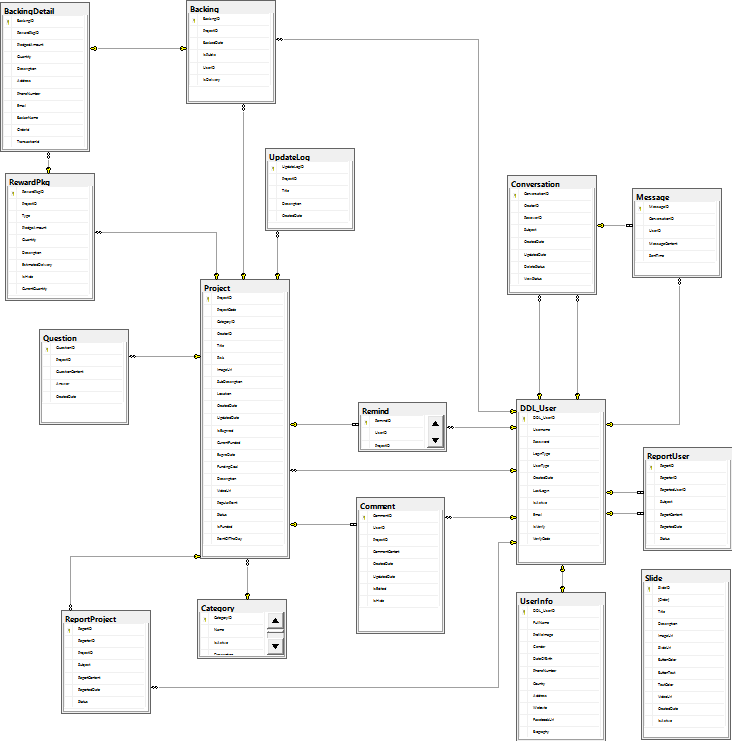 BackingDetail
BackingID
RewardPkgID
PledgeAmount
Quantity
Description
Address
PhoneNumber
Email
BackerName
OrderId
TransactionId
Backing
BackingID
ProjectID
BackedDate
IsPublic
UserID
IsDelivery
RewardPkg
RewardPkgID
ProjectID
Type
PledgeAmount
Quantity
Description
EstimatedDelivery
IsHide
CurrentQuantity
UpdateLog
UpdateLogID
ProjectID
Title
Description
CreatedDate
Conversation
ConversationID
CreatorID
ReceiverID
Subject
CreatedDate
UpdatedDate
DeleteStatus
ViewStatus
Message
MessageID
ConversationID
UserID
MessageContent
SentTime
Project
ProjectID
ProjectCode
CategoryID
CreatorID
Title
Risk
ImageUrl
SubDescription
Location
CreatedDate
UpdatedDate
IsExprired
CurrentFunded
ExpireDate
FundingGoal
Description
VideoUrl
PopularPoint
Status
IsFunded
PointOfTheDay
Question
QuestionID
ProjectID
QuestionContent
Answer
CreatedDate
Remind
RemindID
UserID
ProjectID
DDL_User
DDL_UserID
Username
Password
LoginType
UserType
CreatedDate
LastLogin
IsActive
Email
IsVerify
VerifyCode
ReportUser
ReportID
ReporterID
ReportedUserID
Subject
ReportContent
ReportedDate
Status
Comment
CommentID
UserID
ProjectID
CommentContent
CreatedDate
UpdatedDate
IsEdited
IsHide
Category
CategoryID
Name
IsActive
Description
ReportProject
ReportID
ReporterID
ProjectID
Subject
ReportContent
ReportedDate
Status
UserInfo
DDL_UserID
FullName
ProfileImage
Gender
DateOfBirth
PhoneNumber
Country
Address
Website
FacebookUrl
Biography
Slide
SlideID
[Order]
Title
Description
ImageUrl
SlideUrl
ButtonColor
ButtonText
TextColor
VideoUrl
CreatedDate
IsActive